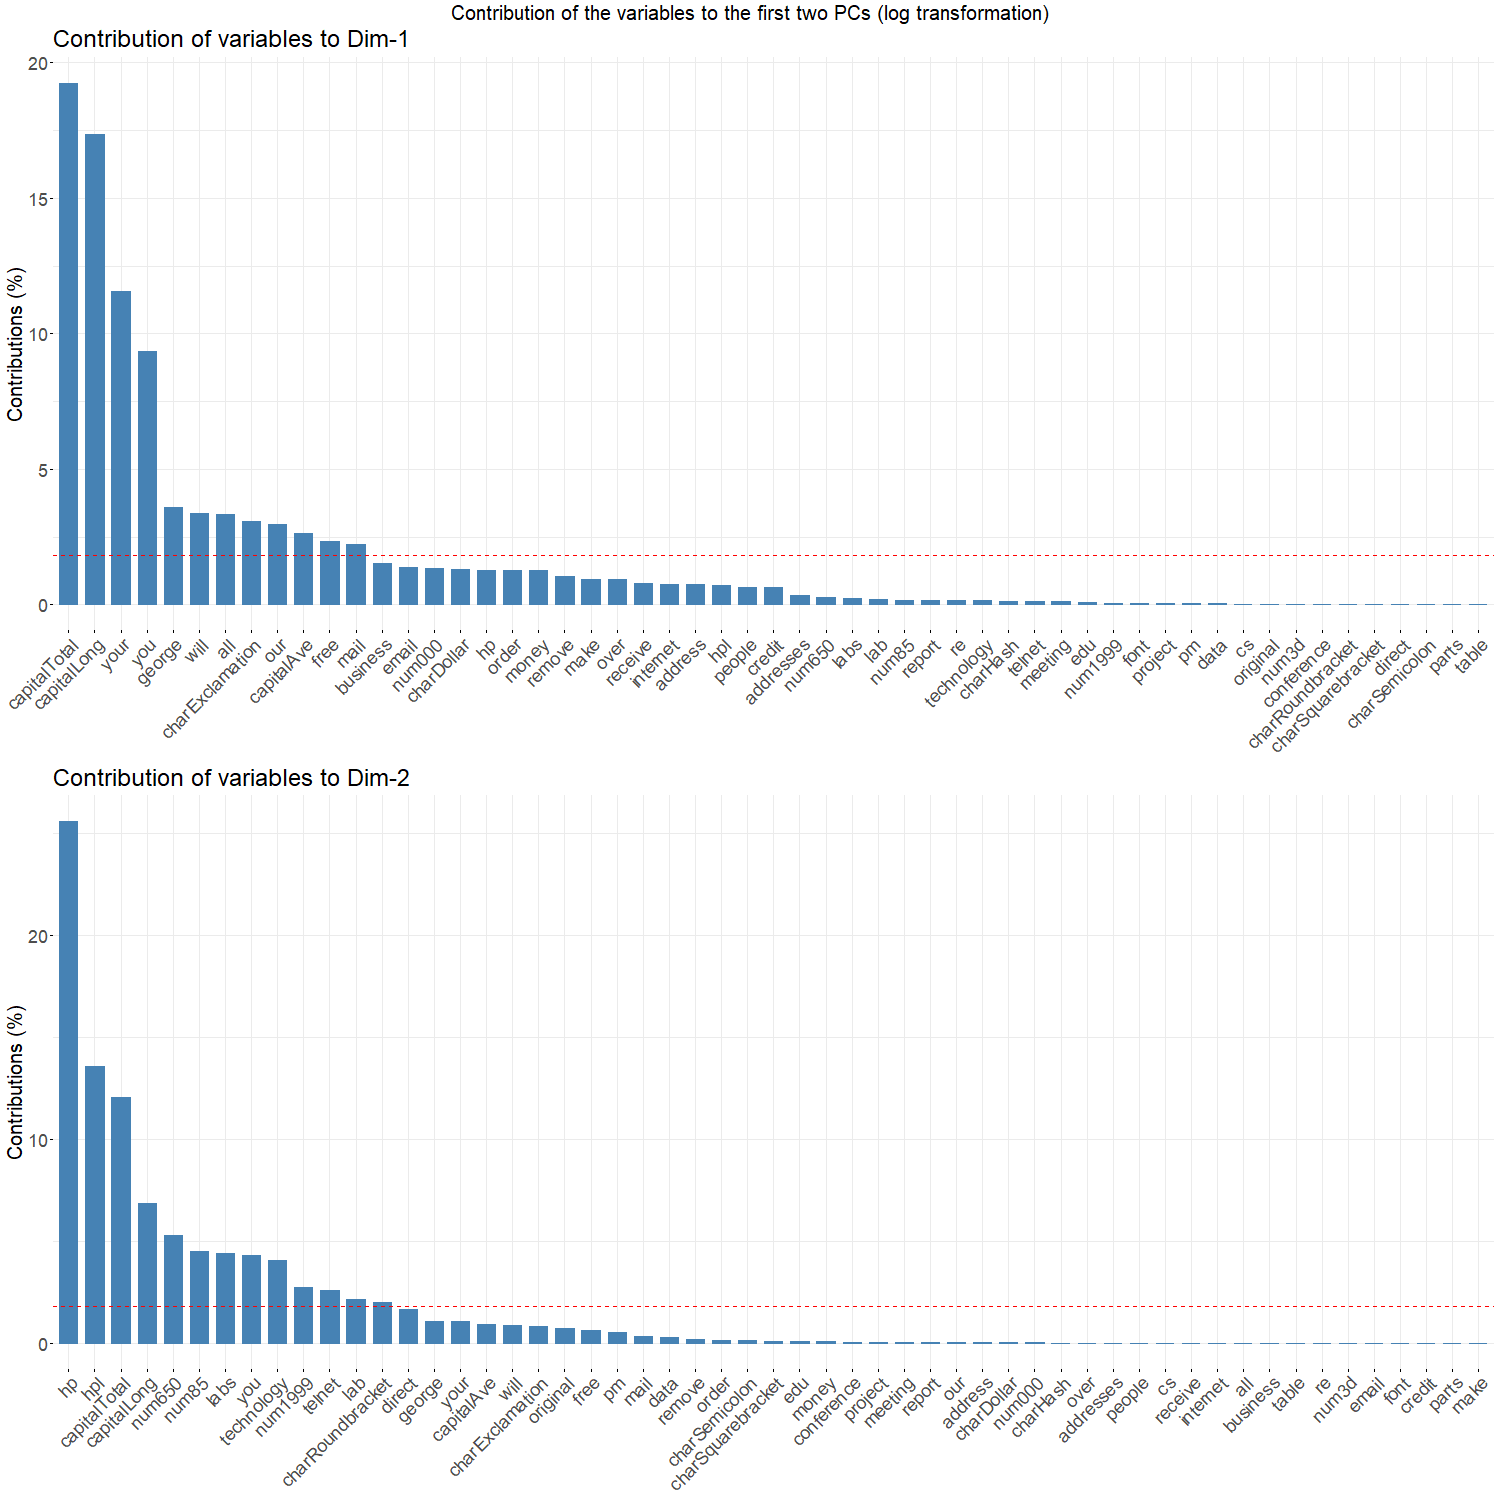 Contribution of the variables to the first two PCs (log transformation)
Contribution of variables to Dim-1
Contributions (%)
20
15
10
5
0
capitalTotal
capitalLong
your
you
george
will
all
charExclamation
our
capitalAve
free
mail
business
email
num000
charDollar
hp
order
money
remove
make
over
receive
internet
address
hpl
people
credit
addresses
num650
labs
lab
num85
report
re
technology
charHash
telnet
meeting
edu
num1999
font
project
pm
data
cs
original
num3d
conference
charRoundbracket
charSquarebracket
direct
charSemicolon
parts
table
Contribution of variables to Dim-2
Contributions (%)
20
10
0
hp
hpl
capitalTotal
capitalLong
num650
num85
labs
you
technology
num1999
telnet
lab
charRoundbracket
direct
george
your
capitalAve
will
charExclamation
original
free
pm
mail
data
remove
order
charSemicolon
charSquarebracket
edu
money
conference
project
meeting
report
our
address
charDollar
num000
charHash
over
addresses
people
cs
receive
internet
all
business
table
re
num3d
email
font
credit
parts
make